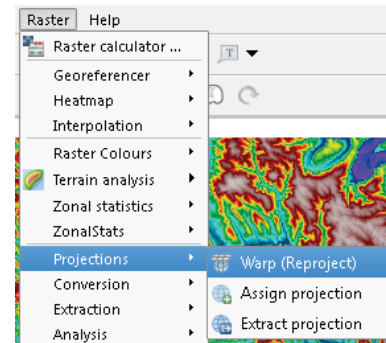 Raster Help
Raster calculator ...
T
Georeferencer
Heatmap
Interpolation
Raster Colours
Terrain analysis
Zonal statistics
ZonalStats
Projections
Warp (Reproject)
Conversion
Assign projection
Extraction
Extract projection
Analysis